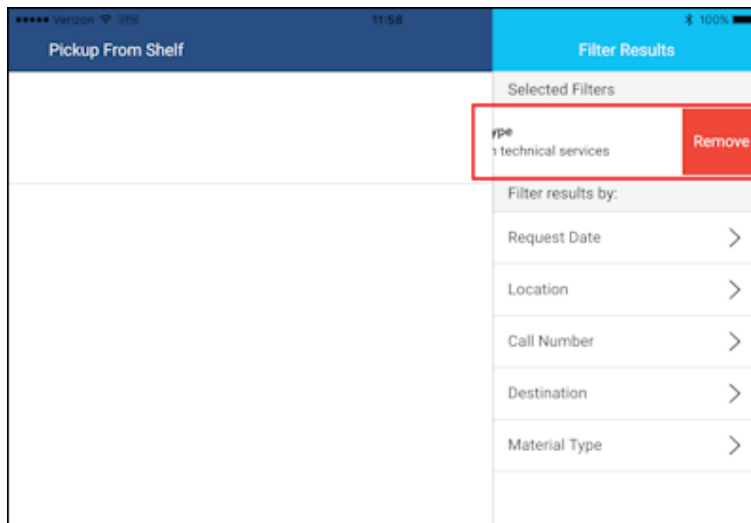 Verizon 11:58 100%
Pickup From Shelf
Filter Results
Selected Filters
ype
technical services
Remove
Filter results by:
Request Date
Location
Call Number
Destination
Material Type